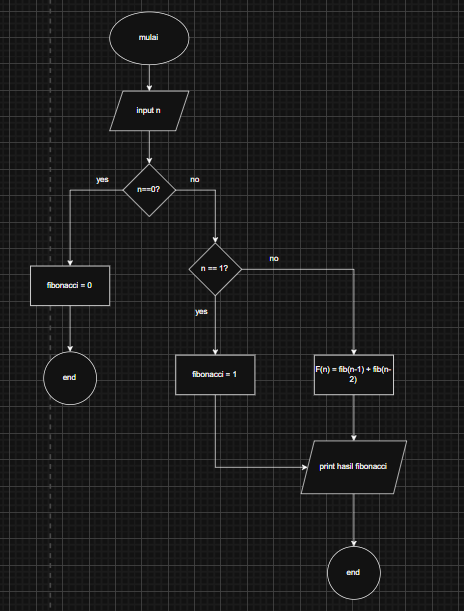 mulai
input n
yes
n==0?
no
n == 1?
no
fibonacci = 0
yes
end
fibonacci = 1
F(n) = fib(n-1) + fib(n-
2)
print hasil fibonacci
end